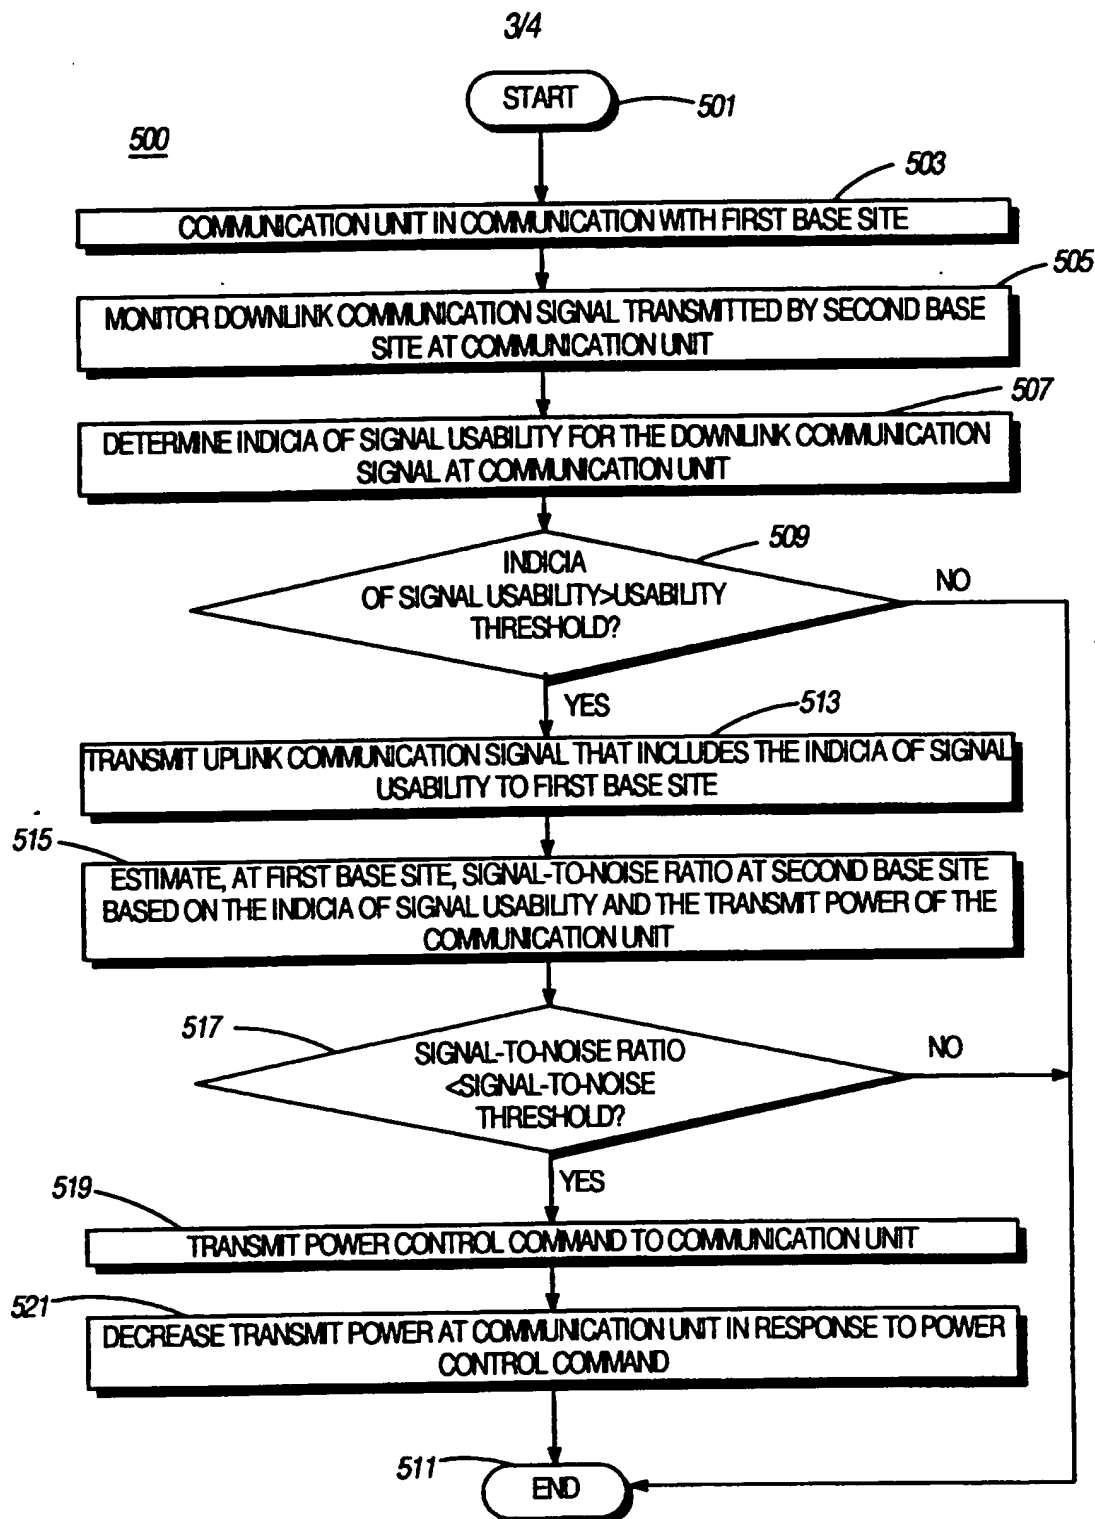 3/4
START
501
500
503
COMMUNICATION UNIT IN COMMUNICATION WITH FIRST BASE SITE
505
MONITOR DOWNLINK COMMUNICATION SIGNAL TRANSMITTED BY SECOND BASE
SITE AT COMMUNICATION UNIT
507
DETERMINE INDICIA OF SIGNAL USABILITY FOR THE DOWNLINK COMMUNICATION
SIGNAL AT COMMUNICATION UNIT
509
INDICIA
OF SIGNAL USABILITY>USABILITY
THRESHOLD?
NO
YES
513
TRANSMIT UPLINK COMMUNICATION SIGNAL THAT INCLUDES THE INDICIA OF SIGNAL
USABILITY TO FIRST BASE SITE
515
ESTIMATE, AT FIRST BASE SITE, SIGNAL-TO-NOISE RATIO AT SECOND BASE SITE
BASED ON THE INDICIA OF SIGNAL USABILITY AND THE TRANSMIT POWER OF THE
COMMUNICATION UNIT
517
SIGNAL-TO-NOISE RATIO
<SIGNAL-TO-NOISE
THRESHOLD?
NO
YES
519
TRANSMIT POWER CONTROL COMMAND TO COMMUNICATION UNIT
521
DECREASE TRANSMIT POWER AT COMMUNICATION UNIT IN RESPONSE TO POWER
CONTROL COMMAND
511
END